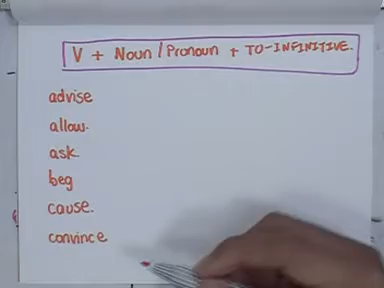 V + Noun / Pronoun + TO-INFINITIVE.
advise
allow.
ask.
beg
cause.
convince